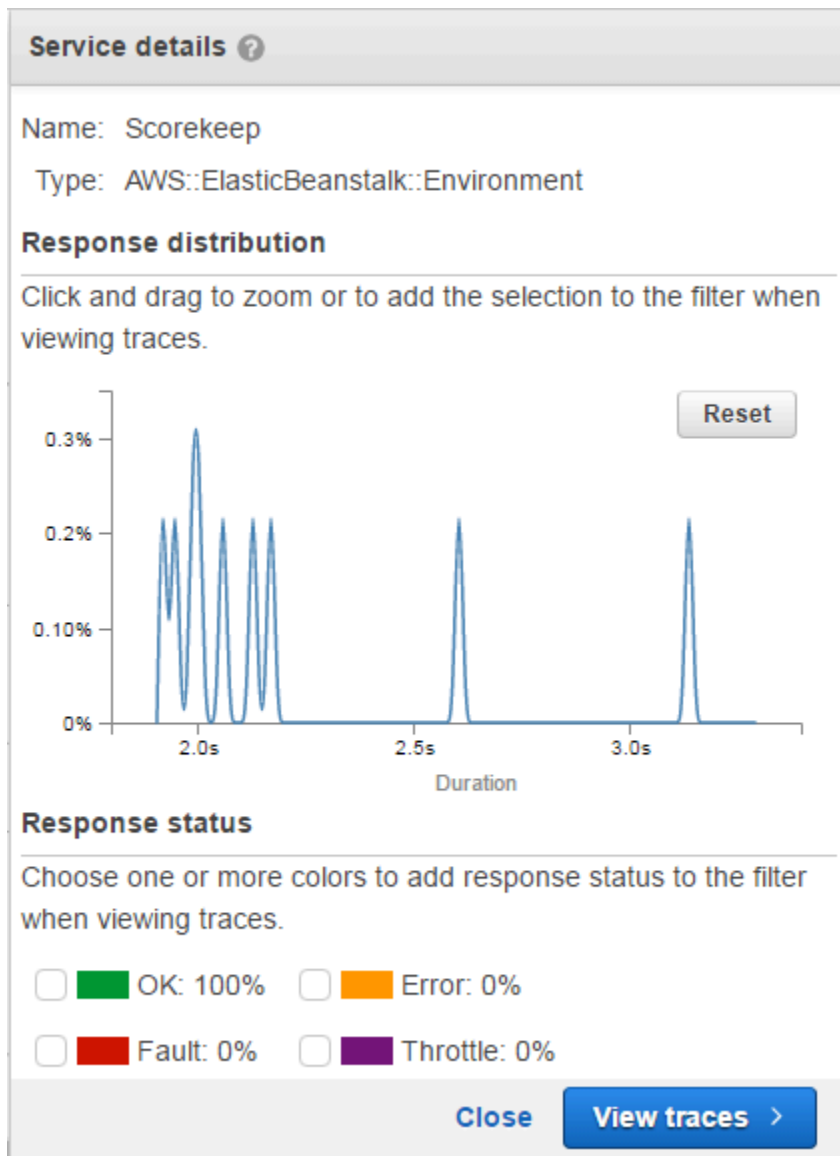 Service details ?
Name: Scorekeep
Type: AWS::ElasticBeanstalk::Environment
Response distribution
Click and drag to zoom or to add the selection to the filter when
viewing traces.
Reset
0.3%
0.2%
0.10%
0%
2.0s 2.5s 3.0s
Duration
Response status
Choose one or more colors to add response status to the filter
when viewing traces.
OK: 100% Error: 0%
Fault: 0% Throttle: 0%
Close View traces >